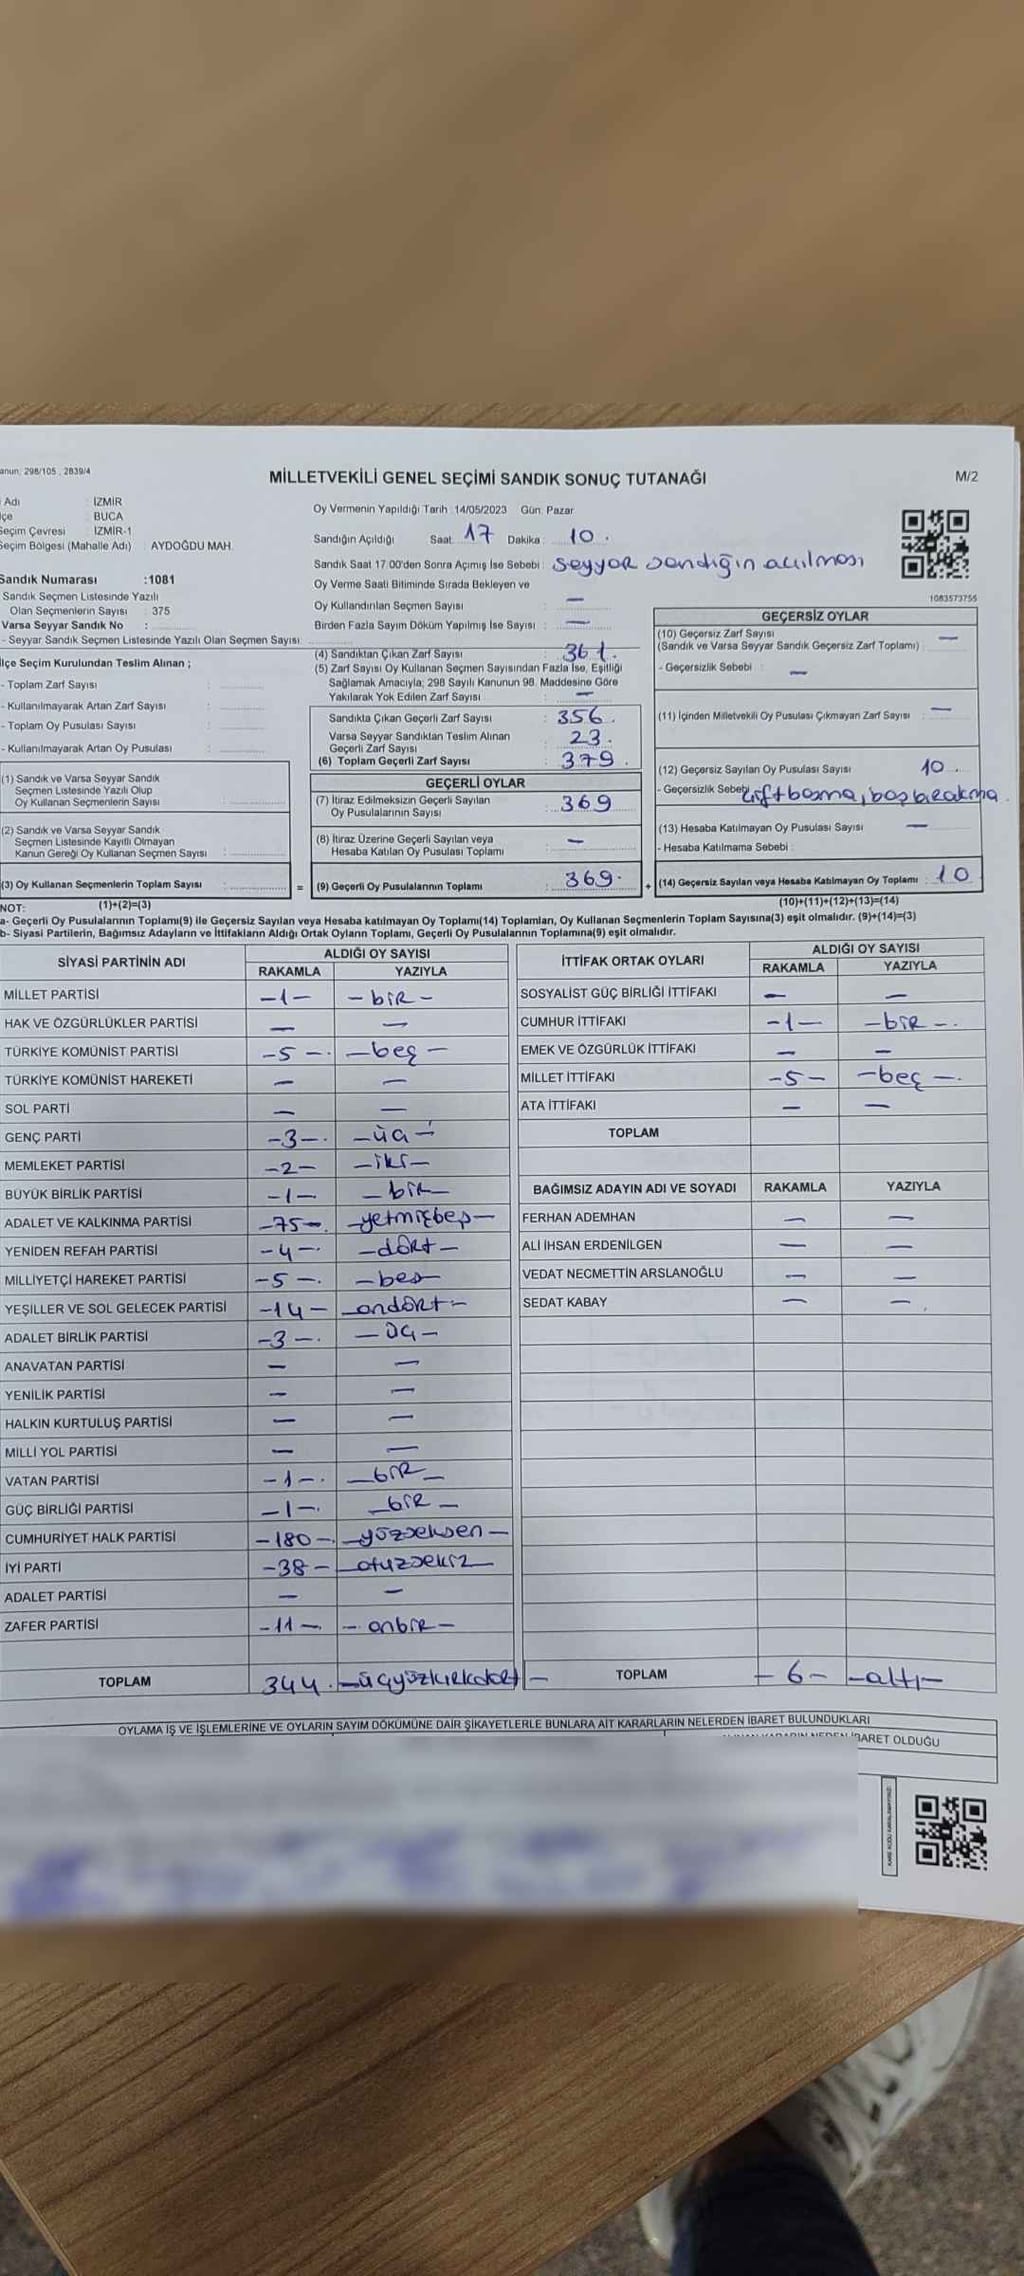 anun: 298/105 , 2839/4
MİLLETVEKİLİ GENEL SEÇİMİ SANDIK SONUÇ TUTANAĞI
M/2
Adı : İZMİR
çe : BUCA
Seçim Çevresi : İZMİR-1
Seçim Bölgesi (Mahalle Adı) : AYDOĞDU MAH.
Sandık Numarası :1081
Sandık Seçmen Listesinde Yazılı
Olan Seçmenlerin Sayısı : 375
Varsa Seyyar Sandık No :
- Seyyar Sandık Seçmen Listesinde Yazılı Olan Seçmen Sayısı:
Oy Vermenin Yapıldığı Tarih :14/05/2023 Gün: Pazar
Sandığın Açıldığı Saat: 17 Dakika : 10.
Sandık Saat 17:00'den Sonra Açımış İse Sebebi : seyyar sandığın açılması
Oy Verme Saati Bitiminde Sırada Bekleyen ve
Oy Kullandırılan Seçmen Sayısı : —
Birden Fazla Sayım Döküm Yapılmış İse Sayısı : —
1083573755
İlçe Seçim Kurulundan Teslim Alınan ;
- Toplam Zarf Sayısı :
- Kullanılmayarak Artan Zarf Sayısı :
- Toplam Oy Pusulası Sayısı :
- Kullanılmayarak Artan Oy Pusulası :
(1) Sandık ve Varsa Seyyar Sandık
Seçmen Listesinde Yazılı Olup
Oy Kullanan Seçmenlerin Sayısı :
(2) Sandık ve Varsa Seyyar Sandık
Seçmen Listesinde Kayıtlı Olmayan
Kanun Gereği Oy Kullanan Seçmen Sayısı :
(3) Oy Kullanan Seçmenlerin Toplam Sayısı :
(4) Sandıktan Çıkan Zarf Sayısı : 361.
(5) Zarf Sayısı Oy Kullanan Seçmen Sayısından Fazla İse, Eşitliği
Sağlamak Amacıyla; 298 Sayılı Kanunun 98. Maddesine Göre
Yakılarak Yok Edilen Zarf Sayısı : —
Sandıkta Çıkan Geçerli Zarf Sayısı : 356.
Varsa Seyyar Sandıktan Teslim Alınan
Geçerli Zarf Sayısı : 23.
(6) Toplam Geçerli Zarf Sayısı : 379.
GEÇERLİ OYLAR
(7) İtiraz Edilmeksizin Geçerli Sayılan
Oy Pusulalarının Sayısı : 369
(8) İtiraz Üzerine Geçerli Sayılan veya
Hesaba Katılan Oy Pusulası Toplamı : —
= (9) Geçerli Oy Pusulalarının Toplamı : 369.
GEÇERSİZ OYLAR
(10) Geçersiz Zarf Sayısı
(Sandık ve Varsa Seyyar Sandık Geçersiz Zarf Toplamı) : —
- Geçersizlik Sebebi : —
(11) İçinden Milletvekili Oy Pusulası Çıkmayan Zarf Sayısı : —
(12) Geçersiz Sayılan Oy Pusulası Sayısı : 10.
- Geçersizlik Sebebi : çift basma, boş bırakma.
(13) Hesaba Katılmayan Oy Pusulası Sayısı : —
- Hesaba Katılmama Sebebi :
+ (14) Geçersiz Sayılan veya Hesaba Katılmayan Oy Toplamı : 10
NOT: (1)+(2)=(3)
(10)+(11)+(12)+(13)=(14)
a- Geçerli Oy Pusulalarının Toplamı(9) ile Geçersiz Sayılan veya Hesaba katılmayan Oy Toplamı(14) Toplamları, Oy Kullanan Seçmenlerin Toplam Sayısına(3) eşit olmalıdır. (9)+(14)=(3)
b- Siyasi Partilerin, Bağımsız Adayların ve İttifakların Aldığı Ortak Oyların Toplamı, Geçerli Oy Pusulalarının Toplamına(9) eşit olmalıdır.
SİYASİ PARTİNİN ADI ALDIĞI OY SAYISI
RAKAMLA YAZIYLA
MİLLET PARTİSİ -1- -bir-
HAK VE ÖZGÜRLÜKLER PARTİSİ — —
TÜRKİYE KOMÜNİST PARTİSİ -5-. -beş-
TÜRKİYE KOMÜNİST HAREKETİ — —
SOL PARTİ — —
GENÇ PARTİ -3-. -üç-
MEMLEKET PARTİSİ -2- -iki-
BÜYÜK BİRLİK PARTİSİ -1- -bir-
ADALET VE KALKINMA PARTİSİ -75-. -yetmişbeş-
YENİDEN REFAH PARTİSİ -4-. -dört-
MİLLİYETÇİ HAREKET PARTİSİ -5-. -beş-
YEŞİLLER VE SOL GELECEK PARTİSİ -14- -ondört-
ADALET BİRLİK PARTİSİ -3-. -üç-
ANAVATAN PARTİSİ — —
YENİLİK PARTİSİ — —
HALKIN KURTULUŞ PARTİSİ — —
MİLLİ YOL PARTİSİ — —
VATAN PARTİSİ -1-. -bir-
GÜÇ BİRLİĞİ PARTİSİ -1-. -bir-
CUMHURİYET HALK PARTİSİ -180-. -yüzseksen-
İYİ PARTİ -38- -otuzsekiz-
ADALET PARTİSİ — —
ZAFER PARTİSİ -11-. -onbir-
TOPLAM 344. -üçyüzkırkdört-
İTTİFAK ORTAK OYLARI ALDIĞI OY SAYISI
RAKAMLA YAZIYLA
SOSYALİST GÜÇ BİRLİĞİ İTTİFAKI — —
CUMHUR İTTİFAKI -1- -bir-.
EMEK VE ÖZGÜRLÜK İTTİFAKI — —
MİLLET İTTİFAKI -5- -beş-.
ATA İTTİFAKI — —
TOPLAM
BAĞIMSIZ ADAYIN ADI VE SOYADI RAKAMLA YAZIYLA
FERHAN ADEMHAN — —
ALİ İHSAN ERDENİLGEN — —
VEDAT NECMETTİN ARSLANOĞLU — —
SEDAT KABAY — —
TOPLAM -6- -altı-
OYLAMA İŞ VE İŞLEMLERİNE VE OYLARIN SAYIM DÖKÜMÜNE DAİR ŞİKAYETLERLE BUNLARA AİT KARARLARIN NELERDEN İBARET BULUNDUKLARI
İBARET OLDUĞU